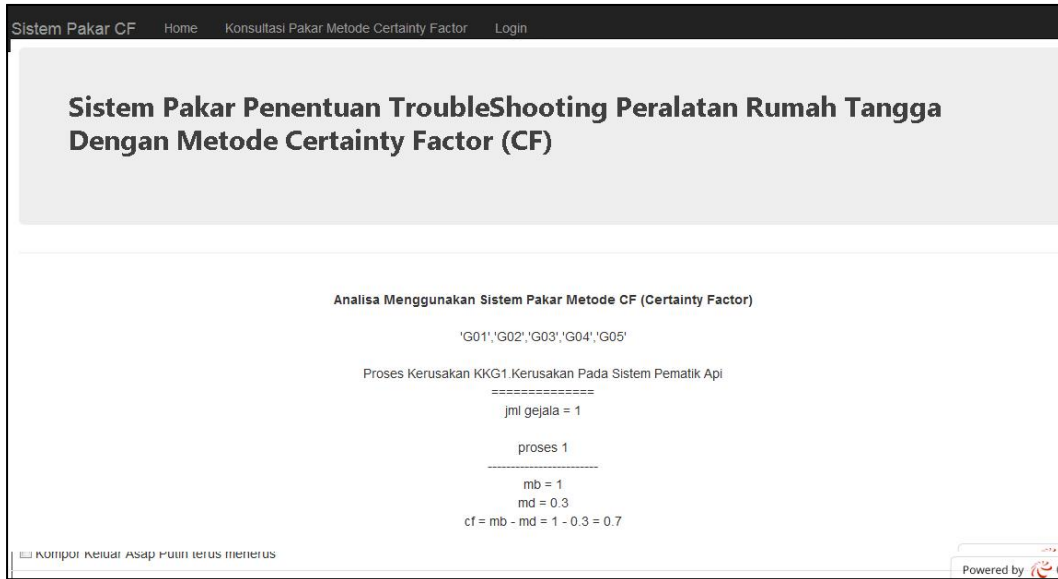 Sistem Pakar CF Home Konsultasi Pakar Metode Certainty Factor Login
Sistem Pakar Penentuan TroubleShooting Peralatan Rumah Tangga
Dengan Metode Certainty Factor (CF)
Analisa Menggunakan Sistem Pakar Metode CF (Certainty Factor)
'G01','G02','G03','G04','G05'
Proses Kerusakan KKG1.Kerusakan Pada Sistem Pematik Api
==============
jml gejala = 1
proses 1
------------------------
mb = 1
md = 0.3
cf = mb - md = 1 - 0.3 = 0.7
Kompor Keluar Asap Putih terus menerus
Powered by